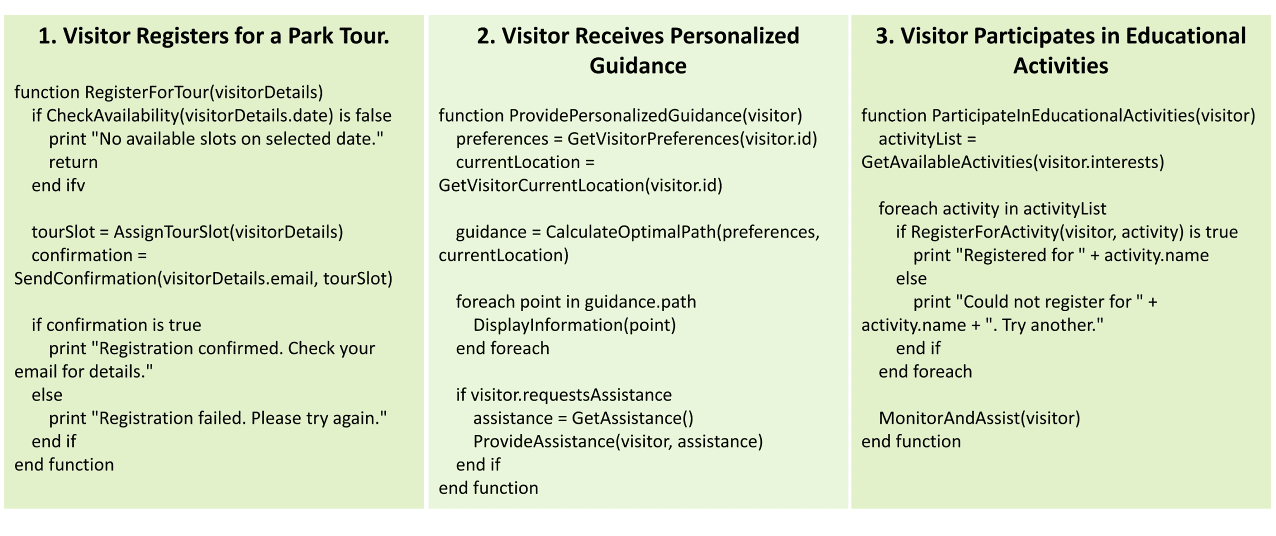 1. Visitor Registers for a Park Tour.
function RegisterForTour(visitorDetails)
if CheckAvailability(visitorDetails.date) is false
print "No available slots on selected date."
return
end ifv
tourSlot = AssignTourSlot(visitorDetails)
confirmation =
SendConfirmation(visitorDetails.email, tourSlot)
if confirmation is true
print "Registration confirmed. Check your
email for details."
else
print "Registration failed. Please try again."
end if
end function
2. Visitor Receives Personalized
Guidance
function ProvidePersonalizedGuidance(visitor)
preferences = GetVisitorPreferences(visitor.id)
currentLocation =
GetVisitorCurrentLocation(visitor.id)
guidance = CalculateOptimalPath(preferences,
currentLocation)
foreach point in guidance.path
DisplayInformation(point)
end foreach
if visitor.requestsAssistance
assistance = GetAssistance()
ProvideAssistance(visitor, assistance)
end if
end function
3. Visitor Participates in Educational
Activities
function ParticipateInEducationalActivities(visitor)
activityList =
GetAvailableActivities(visitor.interests)
foreach activity in activityList
if RegisterForActivity(visitor, activity) is true
print "Registered for " + activity.name
else
print "Could not register for " +
activity.name + ". Try another."
end if
end foreach
MonitorAndAssist(visitor)
end function